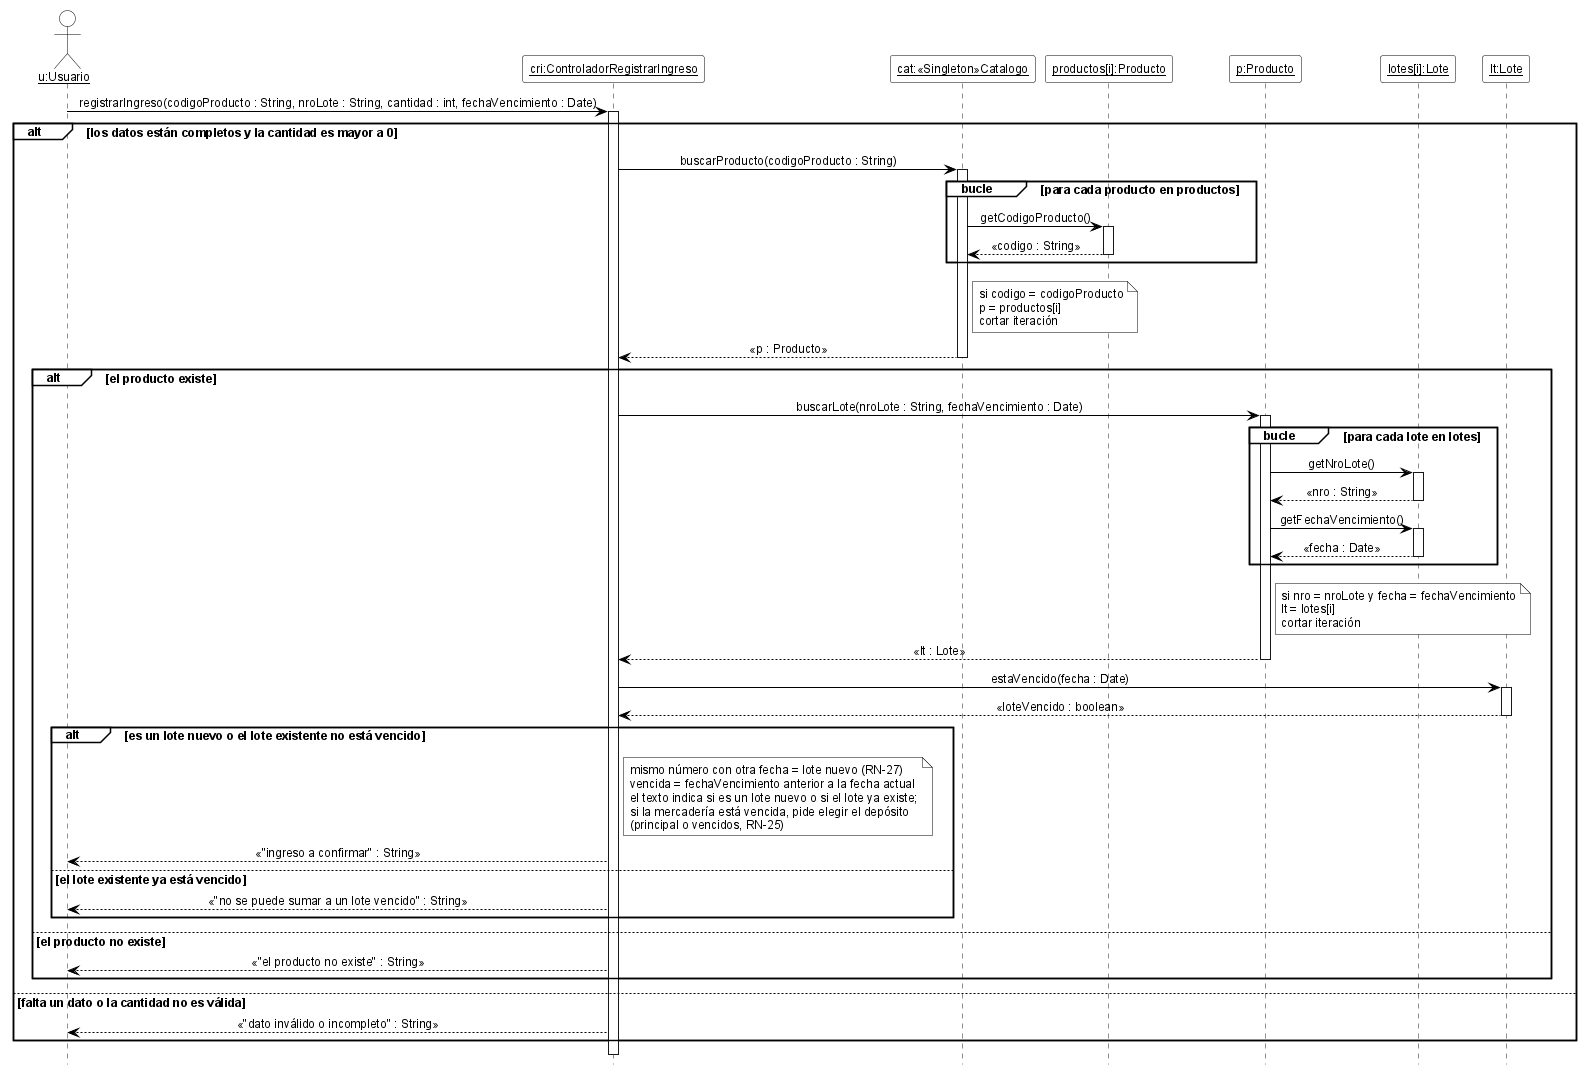 u:Usuario
cri:ControladorRegistrarIngreso
cat:«Singleton»Catalogo
productos[i]:Producto
p:Producto
lotes[i]:Lote
lt:Lote
registrarIngreso(codigoProducto : String, nroLote : String, cantidad : int, fechaVencimiento : Date)
alt
[los datos están completos y la cantidad es mayor a 0]
buscarProducto(codigoProducto : String)
bucle
[para cada producto en productos]
getCodigoProducto()
«codigo : String»
si codigo = codigoProducto
p = productos[i]
cortar iteración
«p : Producto»
alt
[el producto existe]
buscarLote(nroLote : String, fechaVencimiento : Date)
bucle
[para cada lote en lotes]
getNroLote()
«nro : String»
getFechaVencimiento()
«fecha : Date»
si nro = nroLote y fecha = fechaVencimiento
lt = lotes[i]
cortar iteración
«lt : Lote»
estaVencido(fecha : Date)
«loteVencido : boolean»
alt
[es un lote nuevo o el lote existente no está vencido]
mismo número con otra fecha = lote nuevo (RN-27)
vencida = fechaVencimiento anterior a la fecha actual
el texto indica si es un lote nuevo o si el lote ya existe;
si la mercadería está vencida, pide elegir el depósito
(principal o vencidos, RN-25)
«"ingreso a confirmar" : String»
[el lote existente ya está vencido]
«"no se puede sumar a un lote vencido" : String»
[el producto no existe]
«"el producto no existe" : String»
[falta un dato o la cantidad no es válida]
«"dato inválido o incompleto" : String»